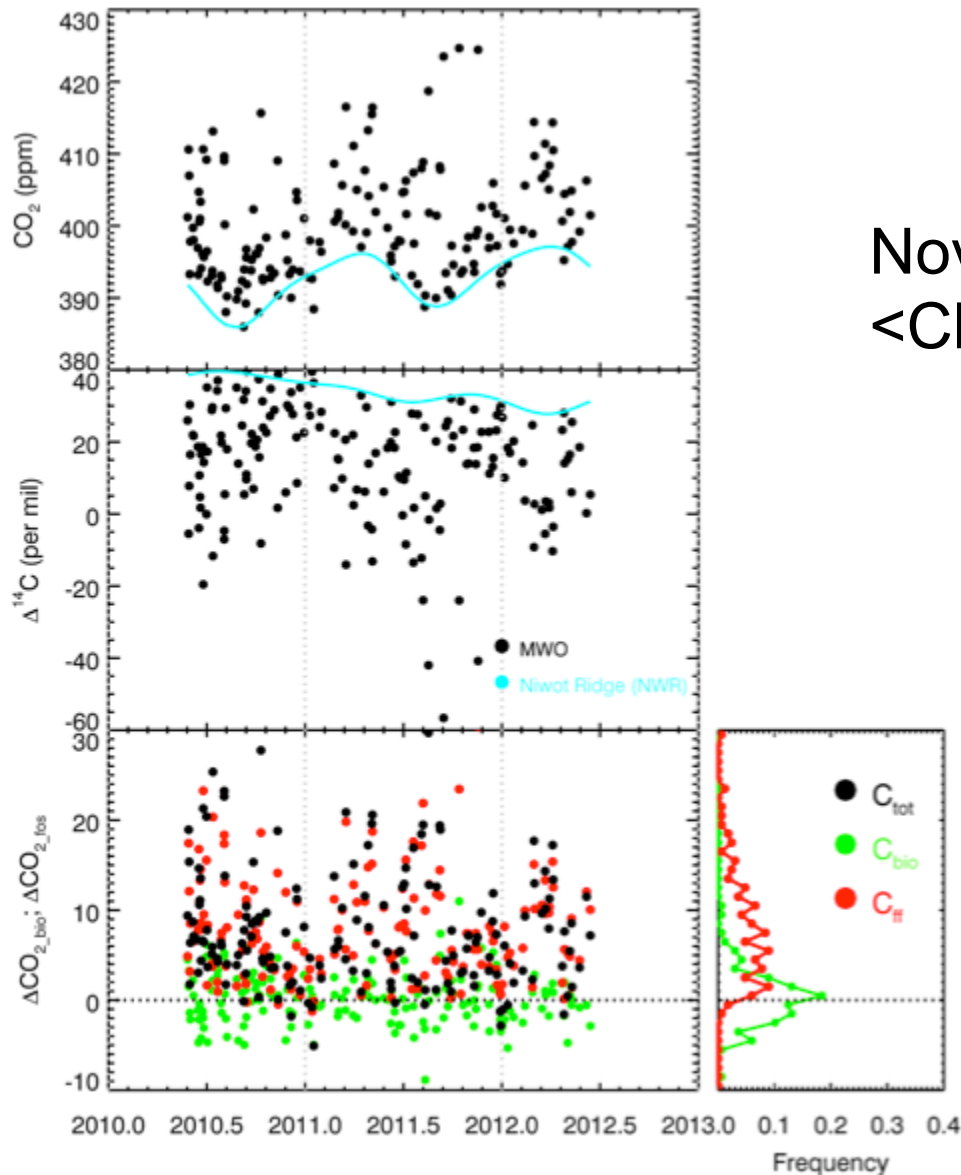 430
420
410
400
390
380
CO2 (ppm)
Nov
<Cl
40
20
0
-20
-40
-60
Δ14C (per mil)
MWO
Niwot Ridge (NWR)
30
20
10
0
-10
ΔCO2_bio; ΔCO2_fos
Ctot
Cbio
Cff
2010.0 2010.5 2011.0 2011.5 2012.0 2012.5 2013.0
0.0 0.1 0.2 0.3 0.4
Frequency